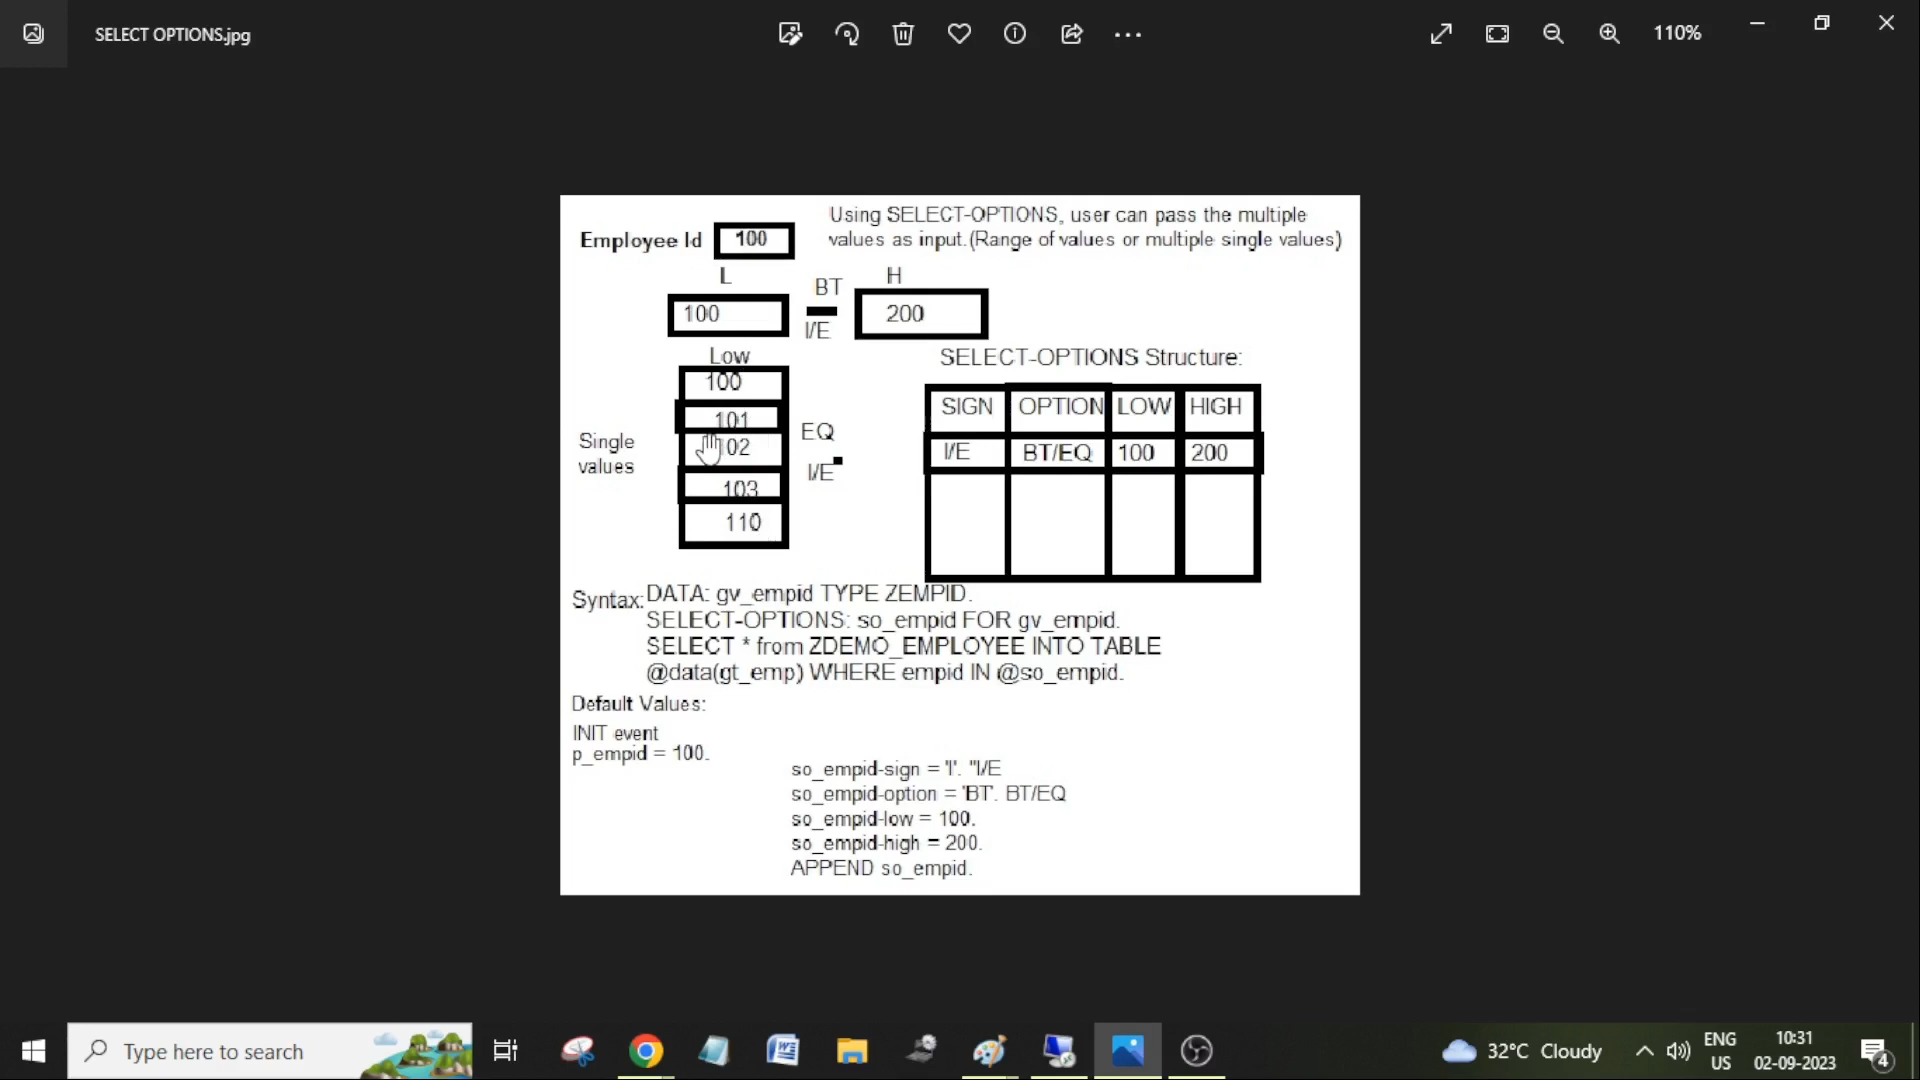 SELECT OPTIONS.jpg
110%
Using SELECT-OPTIONS, user can pass the multiple
values as input.(Range of values or multiple single values)
Employee Id 100
L
BT
H
100
I/E
200
Low
100
101
102
103
110
Single
values
EQ
I/E
SELECT-OPTIONS Structure:
SIGN OPTION LOW HIGH
I/E BT/EQ 100 200
Syntax: DATA: gv_empid TYPE ZEMPID.
SELECT-OPTIONS: so_empid FOR gv_empid.
SELECT * from ZDEMO_EMPLOYEE INTO TABLE
@data(gt_emp) WHERE empid IN @so_empid.
Default Values:
INIT event
p_empid = 100.
so_empid-sign = 'I'. "I/E
so_empid-option = 'BT'. BT/EQ
so_empid-low = 100.
so_empid-high = 200.
APPEND so_empid.
Type here to search
32°C Cloudy
ENG
US
10:31
02-09-2023
4